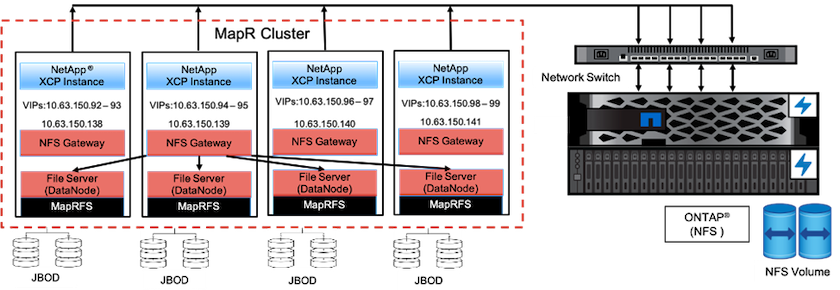 MapR Cluster
NetApp®
XCP Instance
VIPs:10.63.150.92–93
10.63.150.138
NFS Gateway
File Server
(DataNode)
MapRFS
JBOD
NetApp
XCP Instance
VIPs:10.63.150.94–95
10.63.150.139
NFS Gateway
File Server
(DataNode)
MapRFS
JBOD
NetApp
XCP Instance
VIPs:10.63.150.96–97
10.63.150.140
NFS Gateway
File Server
(DataNode)
MapRFS
JBOD
NetApp
XCP Instance
VIPs:10.63.150.98–99
10.63.150.141
NFS Gateway
File Server
(DataNode)
MapRFS
JBOD
Network Switch
ONTAP®
(NFS )
NFS Volume